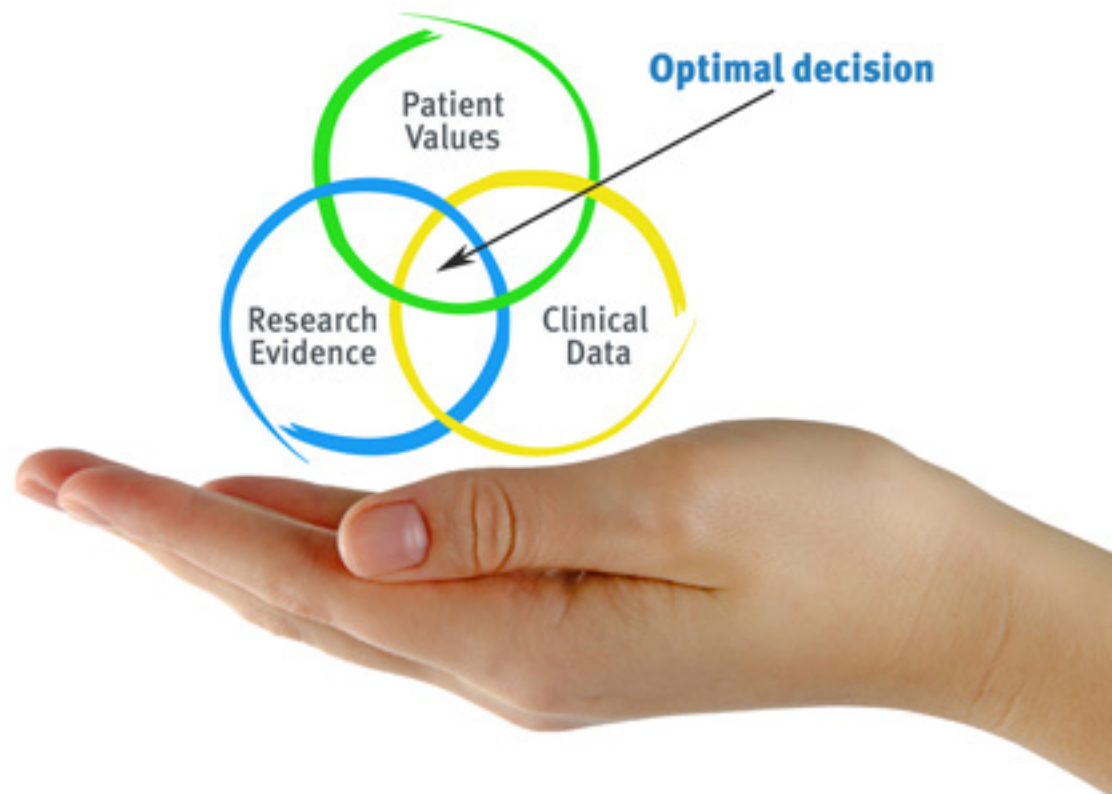 Optimal decision
Patient
Values
Research
Evidence
Clinical
Data